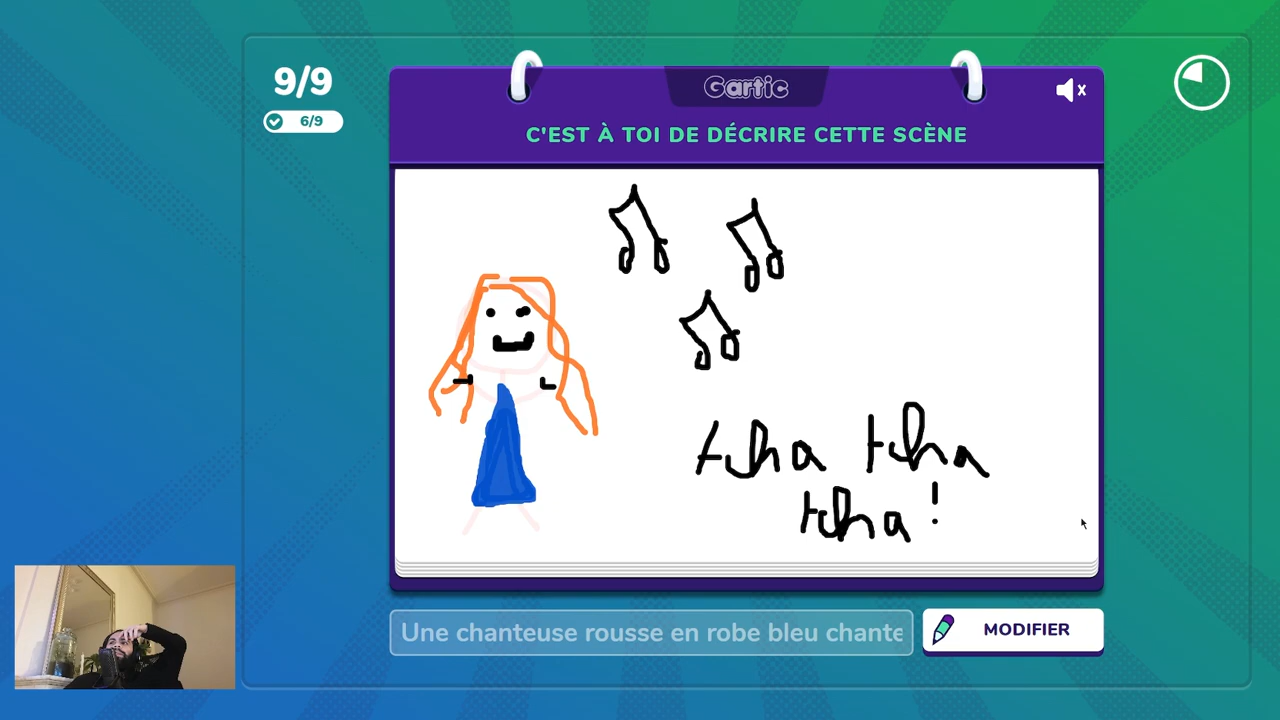 9/9
6/9
Gartic
C'EST À TOI DE DÉCRIRE CETTE SCÈNE
tcha tcha
tcha !
Une chanteuse rousse en robe bleu chante
MODIFIER